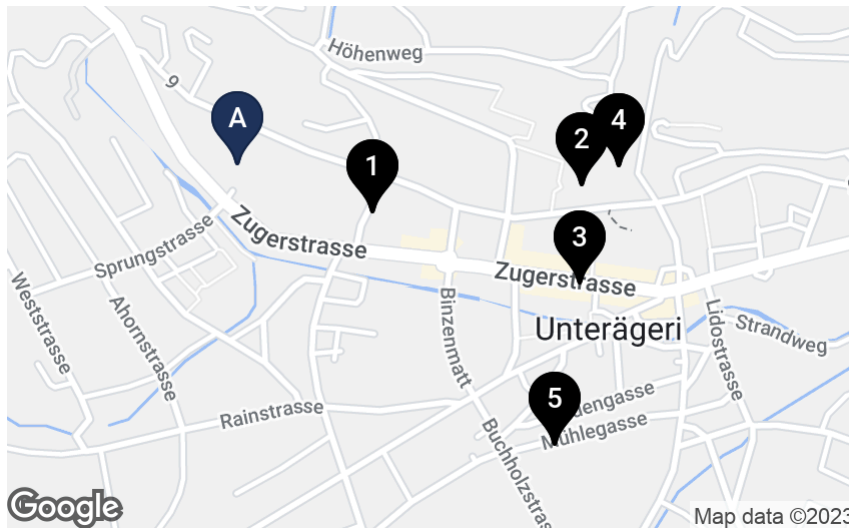 Höhenweg
9
A
2
4
1
Zugerstrasse
Sprungstrasse
3
Zugerstrasse
Weststrasse
Ahornstrasse
Binzenmatt
Unterägeri
Lidostrasse
Strandweg
5
dengasse
Rainstrasse
Mühlegasse
Buchholzstras
Google
Map data ©2023